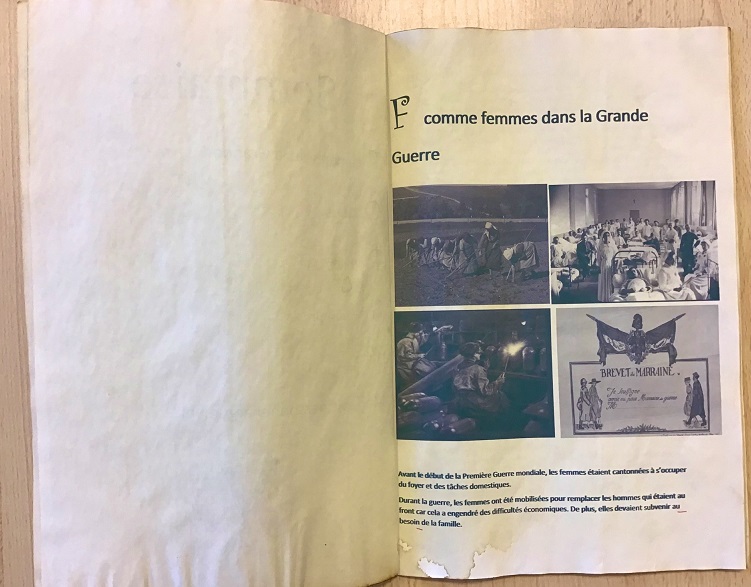 F comme femmes dans la Grande
Guerre
BREVET de MARRAINE.
Avant le début de la Première Guerre mondiale, les femmes étaient cantonnées à s'occuper
du foyer et des tâches domestiques.
Durant la guerre, les femmes ont été mobilisées pour remplacer les hommes qui étaient au
front car cela a engendré des difficultés économiques. De plus, elles devaient subvenir au
besoin de la famille.